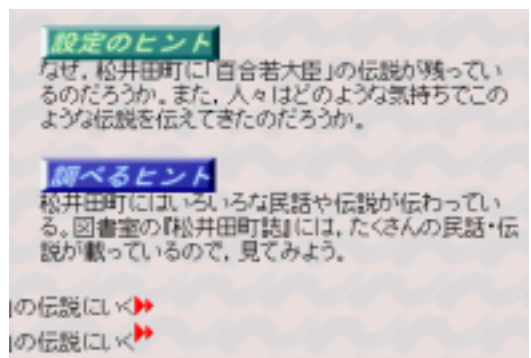 設定のヒント
なぜ，松井田町に「百合若大臣」の伝説が残ってい
るのだろうか。また，人々はどのような気持ちでこの
ような伝説を伝えてきたのだろうか。
調べるヒント
松井田町にはいろいろな民話や伝説が伝わってい
る。図書室の『松井田町誌』には，たくさんの民話・伝
説が載っているので，見てみよう。
の伝説にいく
の伝説にいく